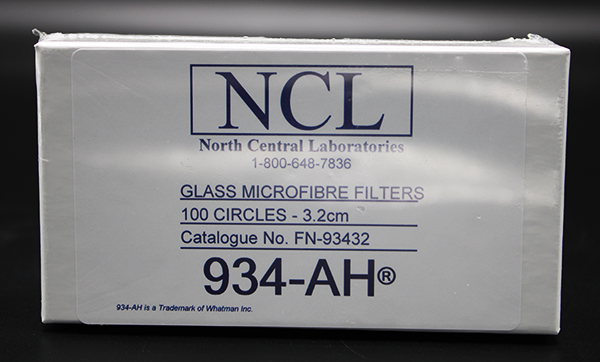 NCL
North Central Laboratories
1-800-648-7836
GLASS MICROFIBRE FILTERS
100 CIRCLES - 3.2cm
Catalogue No. FN-93432
934-AH®
934-AH is a Trademark of Whatman Inc.